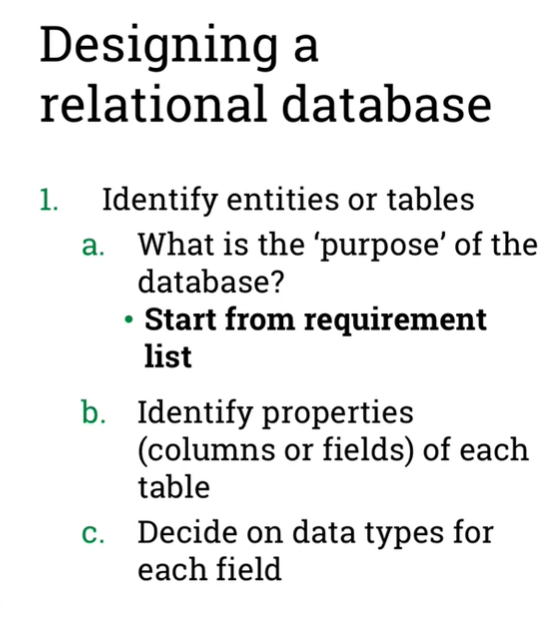 Designing a
relational database
1. Identify entities or tables
a. What is the ‘purpose’ of the
database?
• Start from requirement
list
b. Identify properties
(columns or fields) of each
table
c. Decide on data types for
each field